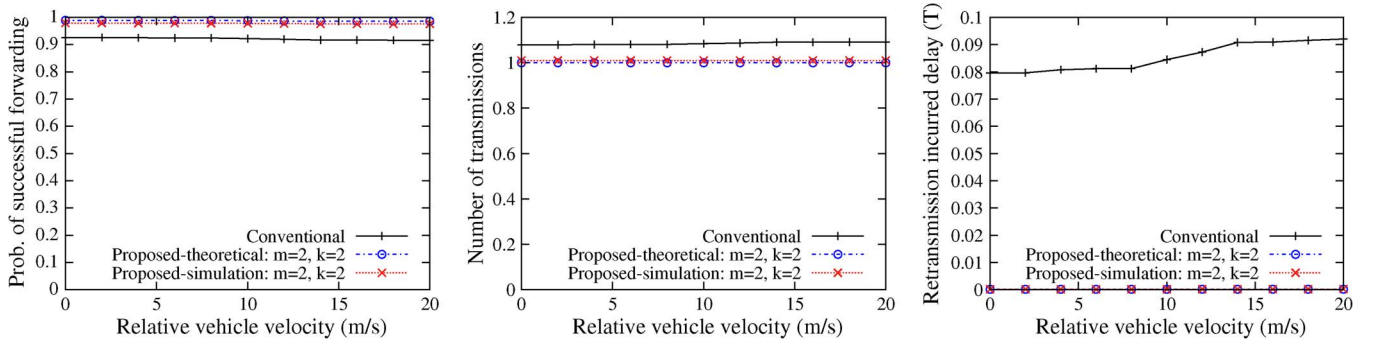 Prob. of successful forwarding
1
0.9
0.8
0.7
0.6
0.5
0.4
0.3
0.2
0.1
0
Conventional
Proposed-theoretical: m=2, k=2
Proposed-simulation: m=2, k=2
0 5 10 15 20
Relative vehicle velocity (m/s)
Number of transmissions
1.2
1
0.8
0.6
0.4
0.2
0
Conventional
Proposed-theoretical: m=2, k=2
Proposed-simulation: m=2, k=2
0 5 10 15 20
Relative vehicle velocity (m/s)
Retransmission incurred delay (T)
0.1
0.09
0.08
0.07
0.06
0.05
0.04
0.03
0.02
0.01
0
Conventional
Proposed-theoretical: m=2, k=2
Proposed-simulation: m=2, k=2
0 5 10 15 20
Relative vehicle velocity (m/s)